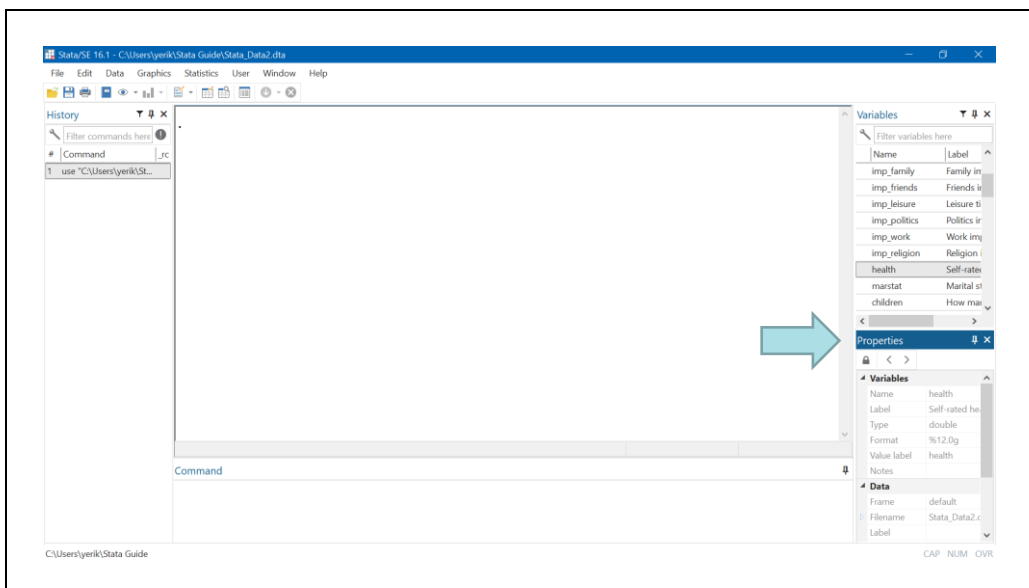 Stata/SE 16.1 - C:\Users\yerik\Stata Guide\Stata_Data2.dta
File Edit Data Graphics Statistics User Window Help
History
Filter commands here
# Command _rc
1 use "C:\Users\yerik\St...
.
Command
Variables
Filter variables here
Name Label
imp_family Family im
imp_friends Friends i
imp_leisure Leisure ti
imp_politics Politics i
imp_work Work imp
imp_religion Religion i
health Self-rated
marstat Marital st
children How mar
Properties
Variables
Name health
Label Self-rated he
Type double
Format %12.0g
Value label health
Notes
Data
Frame default
Filename Stata_Data2.c
Label
C:\Users\yerik\Stata Guide
CAP NUM OVR